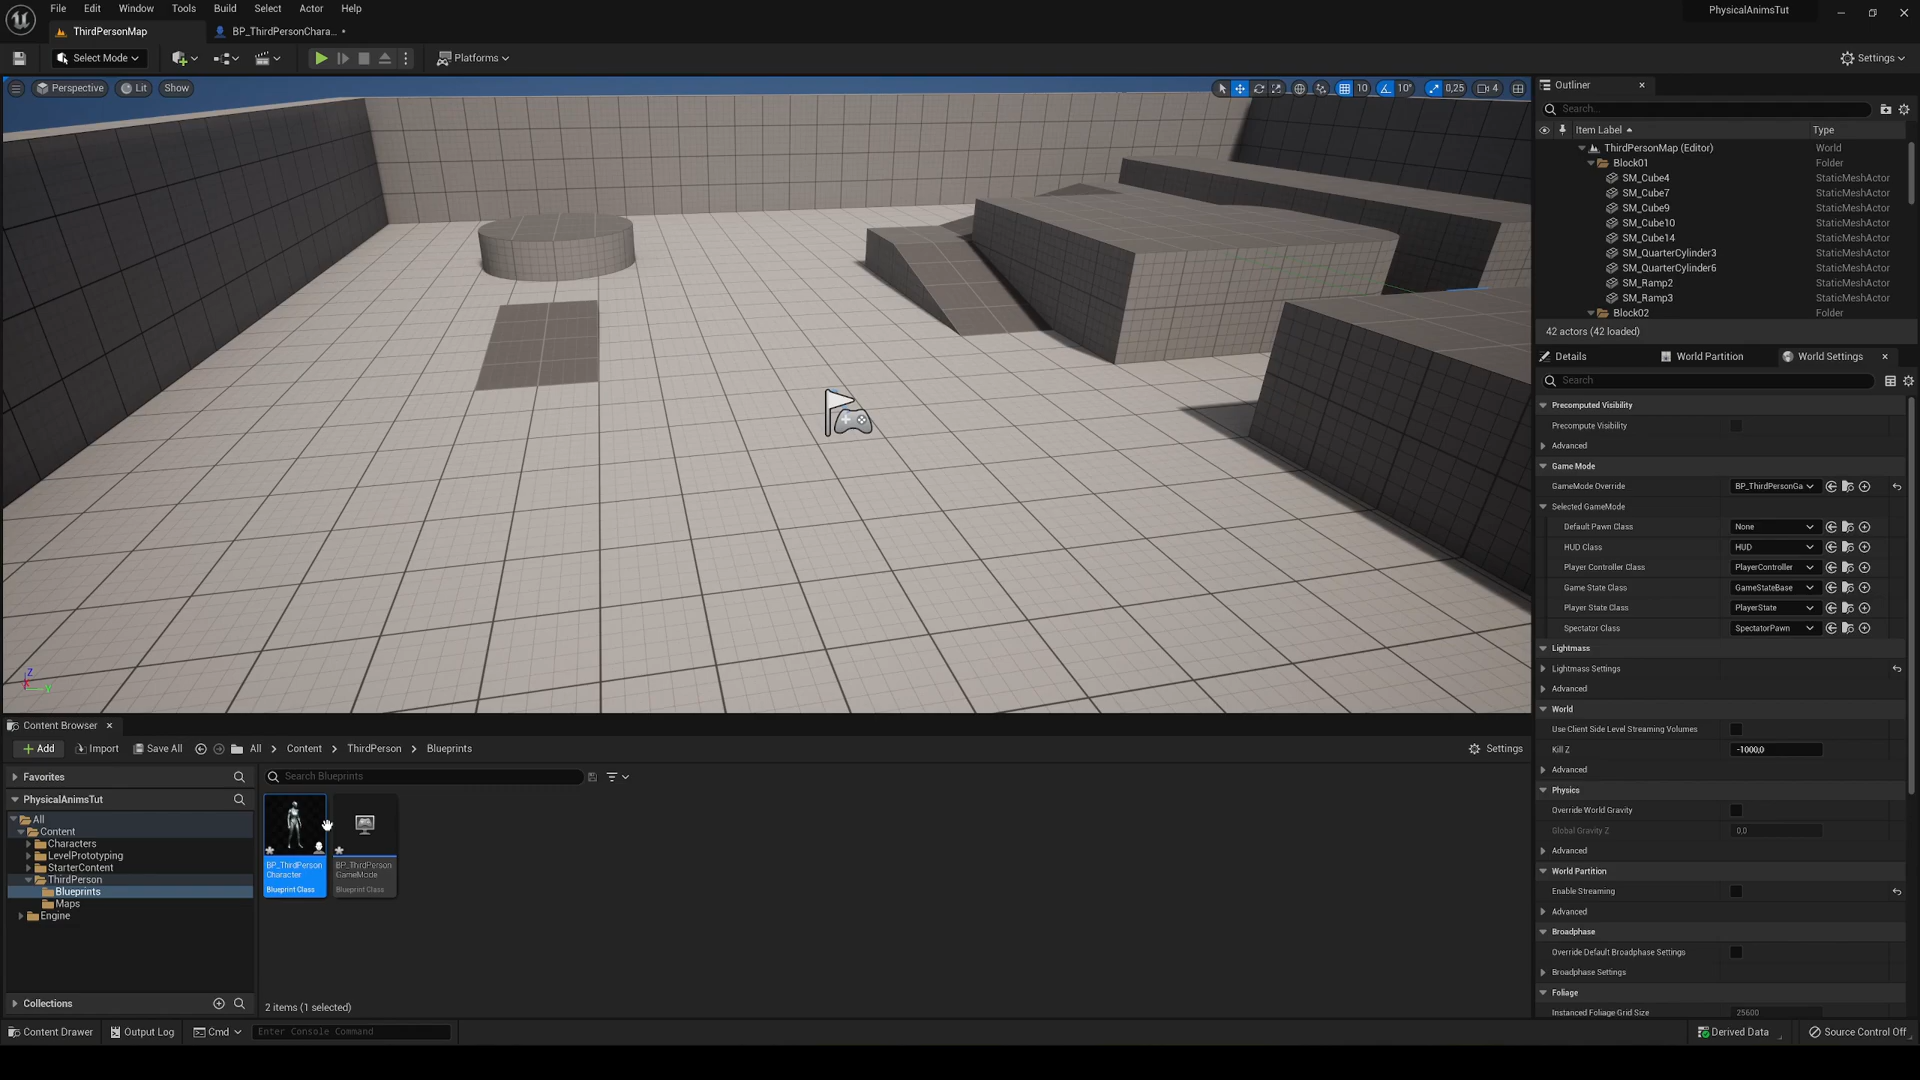 File Edit Window Tools Build Select Actor Help
PhysicalAnimsTut
ThirdPersonMap
BP_ThirdPersonChara... •
Select Mode
Platforms
Settings
Perspective
Lit
Show
10
10°
0,25
4
Outliner
Search...
Item Label
Type
ThirdPersonMap (Editor) World
Block01 Folder
SM_Cube4 StaticMeshActor
SM_Cube7 StaticMeshActor
SM_Cube9 StaticMeshActor
SM_Cube10 StaticMeshActor
SM_Cube14 StaticMeshActor
SM_QuarterCylinder3 StaticMeshActor
SM_QuarterCylinder6 StaticMeshActor
SM_Ramp2 StaticMeshActor
SM_Ramp3 StaticMeshActor
Block02 Folder
42 actors (42 loaded)
Details
World Partition
World Settings
Search
Precomputed Visibility
Precompute Visibility
Advanced
Game Mode
GameMode Override BP_ThirdPersonGa
Selected GameMode
Default Pawn Class None
HUD Class HUD
Player Controller Class PlayerController
Game State Class GameStateBase
Player State Class PlayerState
Spectator Class SpectatorPawn
Lightmass
Lightmass Settings
Advanced
World
Use Client Side Level Streaming Volumes
Kill Z -1000,0
Advanced
Physics
Override World Gravity
Global Gravity Z 0,0
Advanced
World Partition
Enable Streaming
Advanced
Broadphase
Override Default Broadphase Settings
Broadphase Settings
Foliage
Instanced Foliage Grid Size 25600
Z
X
Y
Content Browser
Add
Import
Save All
All > Content > ThirdPerson > Blueprints
Settings
Favorites
Search Blueprints
PhysicalAnimsTut
All
Content
Characters
LevelPrototyping
StarterContent
ThirdPerson
Blueprints
Maps
Engine
BP_ThirdPerson
Character
Blueprint Class
BP_ThirdPerson
GameMode
Blueprint Class
Collections
2 items (1 selected)
Content Drawer
Output Log
Cmd
Enter Console Command
Derived Data
Source Control Off